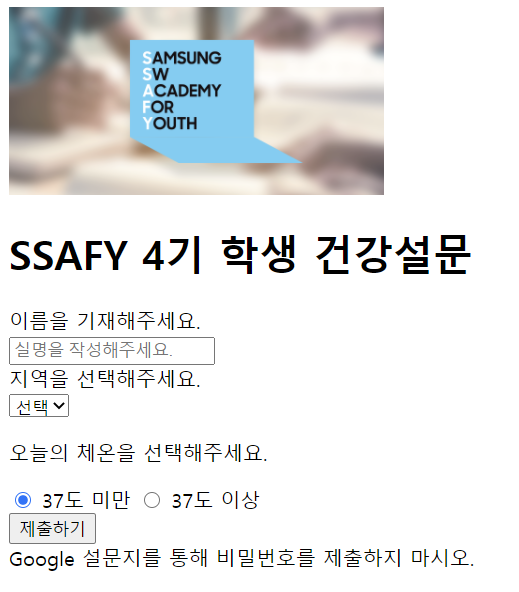 SAMSUNG
SW
ACADEMY
FOR
YOUTH
SSAFY 4기 학생 건강설문
이름을 기재해주세요.
실명을 작성해주세요.
지역을 선택해주세요.
선택
오늘의 체온을 선택해주세요.
37도 미만 37도 이상
제출하기
Google 설문지를 통해 비밀번호를 제출하지 마시오.